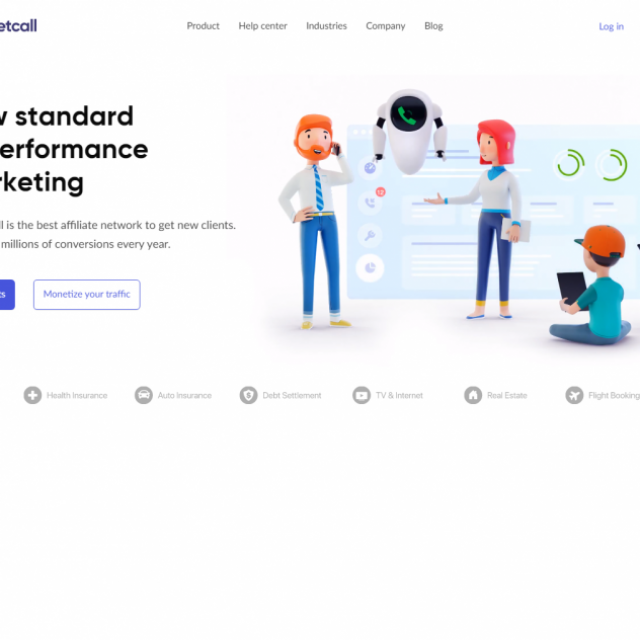 etcall
Product Help center Industries Company Blog Log in
w standard
erformance
rketing
l is the best affiliate network to get new clients.
millions of conversions every year.
ts Monetize your traffic
Health Insurance Auto Insurance Debt Settlement TV & Internet Real Estate Flight Booking